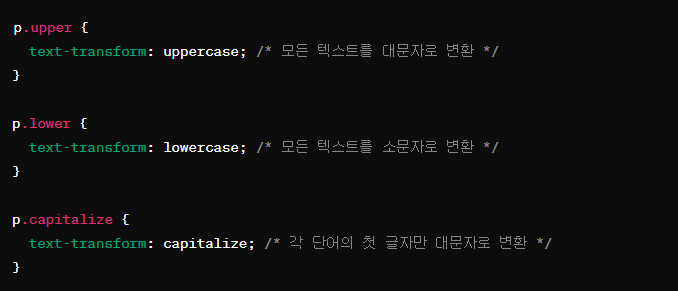 p.upper {
  text-transform: uppercase; /* 모든 텍스트를 대문자로 변환 */
}
p.lower {
  text-transform: lowercase; /* 모든 텍스트를 소문자로 변환 */
}
p.capitalize {
  text-transform: capitalize; /* 각 단어의 첫 글자만 대문자로 변환 */
}